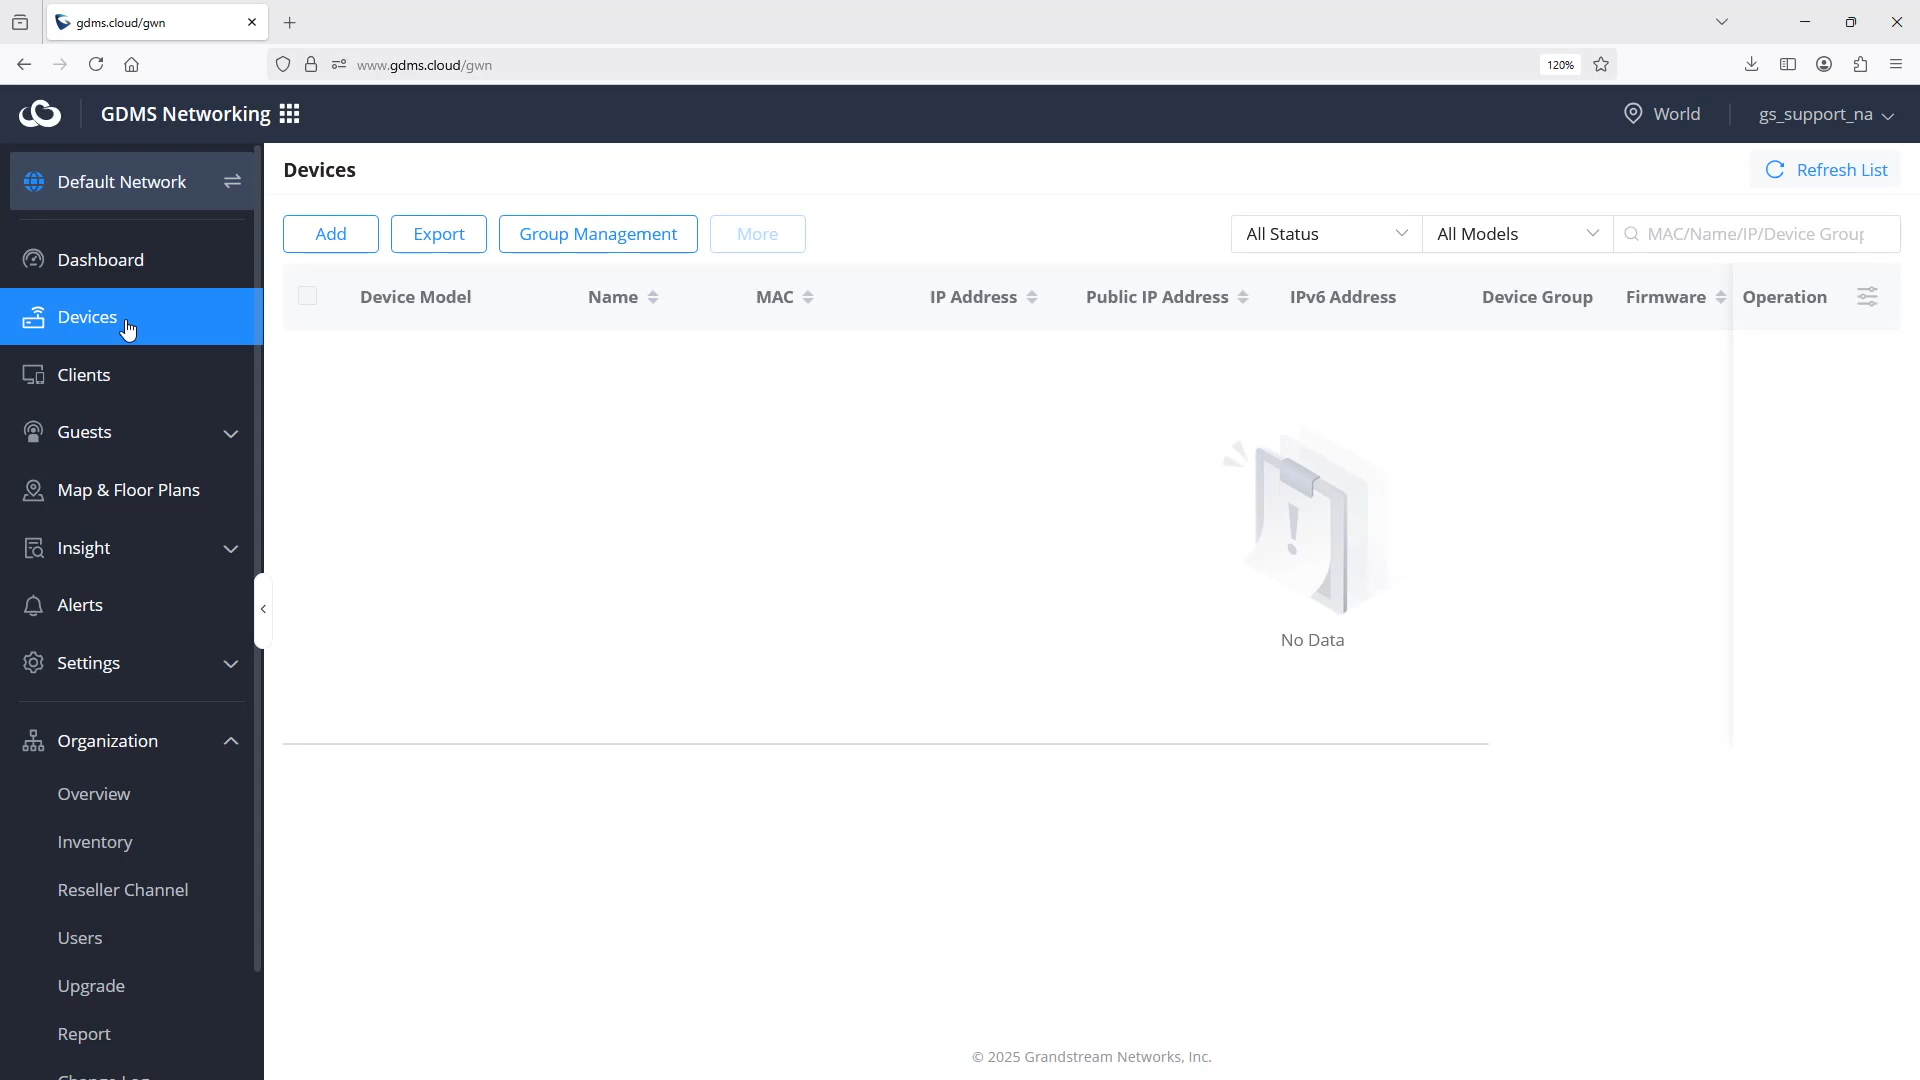 gdms.cloud/gwn
www.gdms.cloud/gwn
120%
GDMS Networking
World
gs_support_na
Default Network
Dashboard
Devices
Clients
Guests
Map & Floor Plans
Insight
Alerts
Settings
Organization
Overview
Inventory
Reseller Channel
Users
Upgrade
Report
Devices
Refresh List
Add
Export
Group Management
More
All Status
All Models
MAC/Name/IP/Device Group
Device Model
Name
MAC
IP Address
Public IP Address
IPv6 Address
Device Group
Firmware
Operation
No Data
© 2025 Grandstream Networks, Inc.